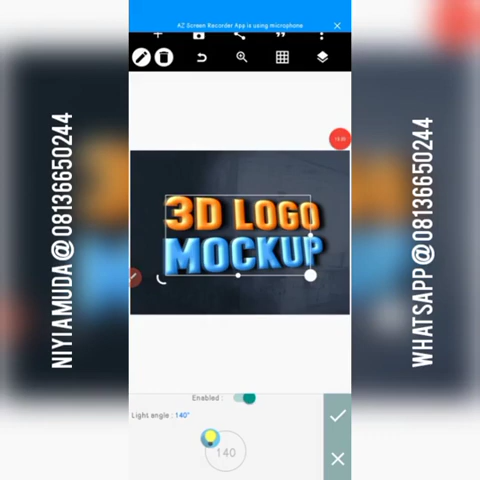 AZ Screen Recorder App is using microphone
3D LOGO
MOCKUP
Enabled :
Light angle : 140°
140
NIYIAMUDA@08136650244
WHATSAPP@08136650244